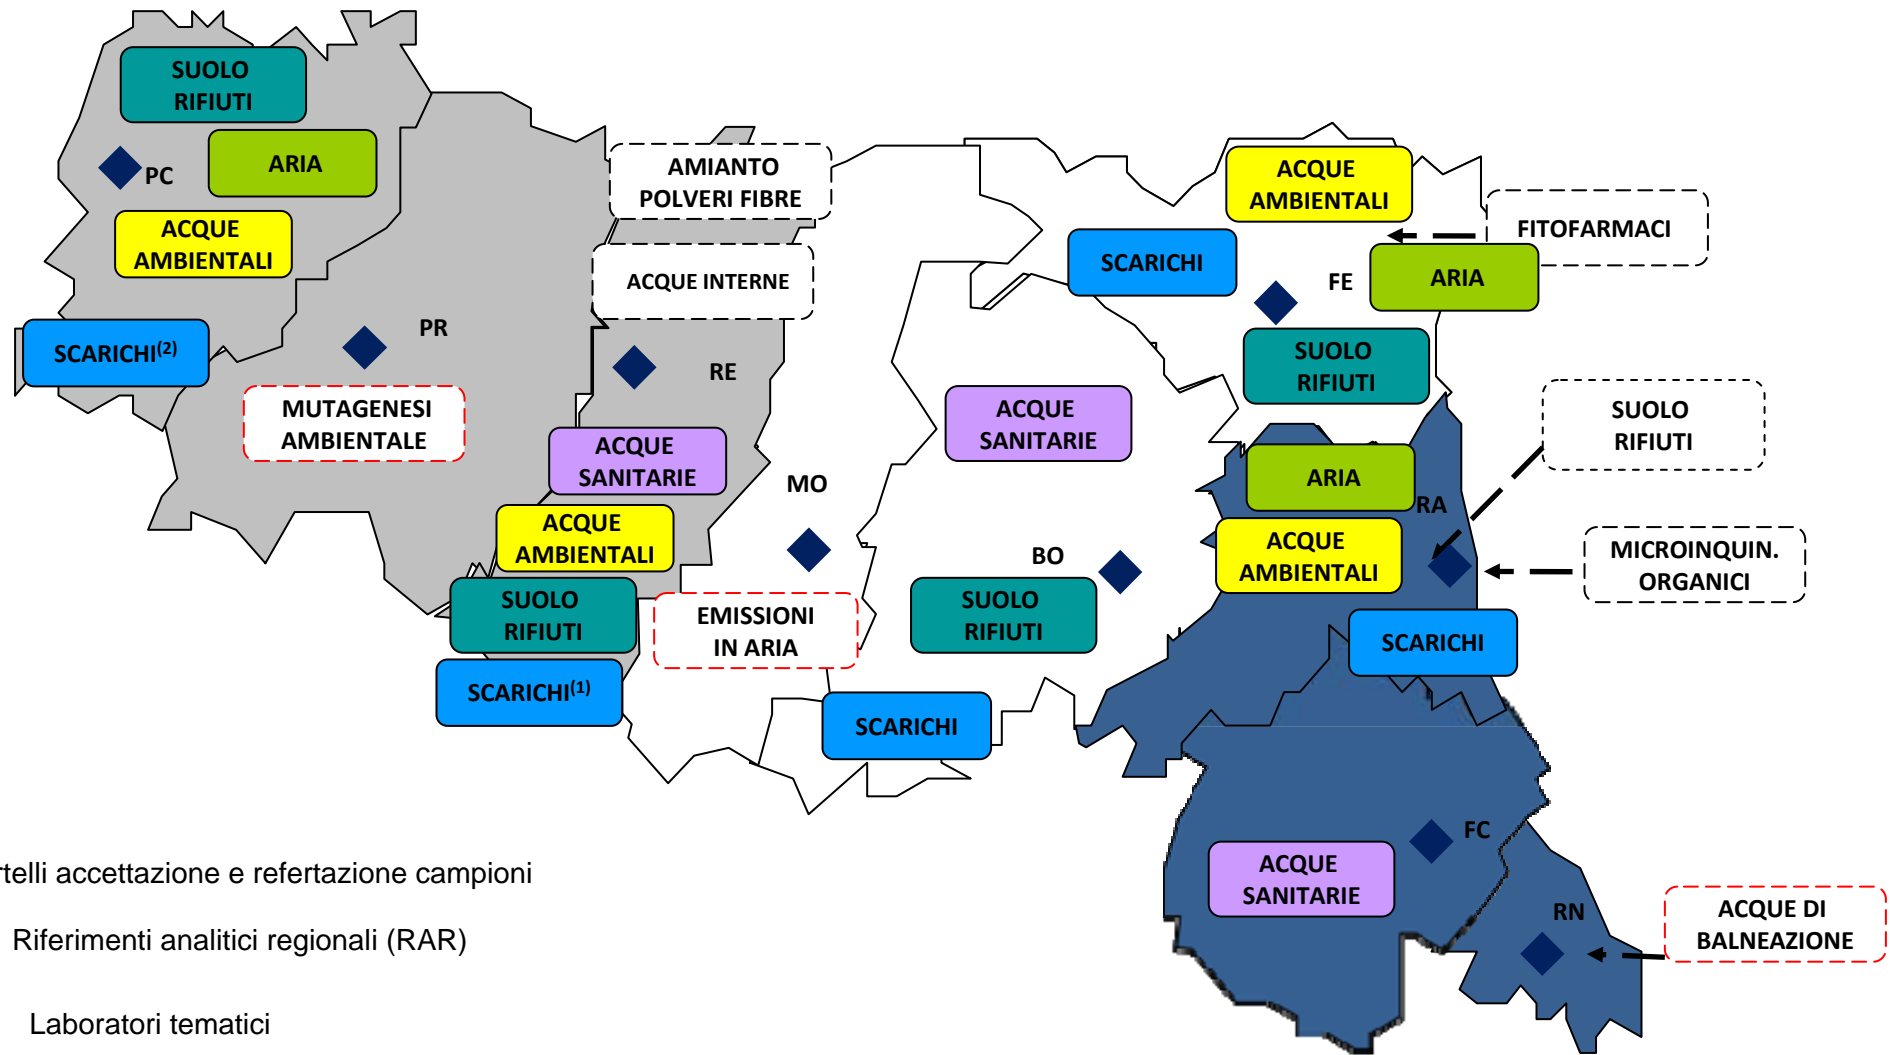 SUOLO
RIFIUTI
ARIA
PC
ACQUE
AMBIENTALI
SCARICHI(2)
PR
MUTAGENESI
AMBIENTALE
AMIANTO
POLVERI FIBRE
ACQUE INTERNE
RE
ACQUE
SANITARIE
ACQUE
AMBIENTALI
SUOLO
RIFIUTI
SCARICHI(1)
MO
EMISSIONI
IN ARIA
ACQUE
SANITARIE
BO
SUOLO
RIFIUTI
SCARICHI
ACQUE
AMBIENTALI
FITOFARMACI
SCARICHI
FE
ARIA
SUOLO
RIFIUTI
SUOLO
RIFIUTI
ARIA
RA
ACQUE
AMBIENTALI
MICROINQUIN.
ORGANICI
SCARICHI
FC
ACQUE
SANITARIE
RN
ACQUE DI
BALNEAZIONE
rtelli accettazione e refertazione campioni
Riferimenti analitici regionali (RAR)
Laboratori tematici